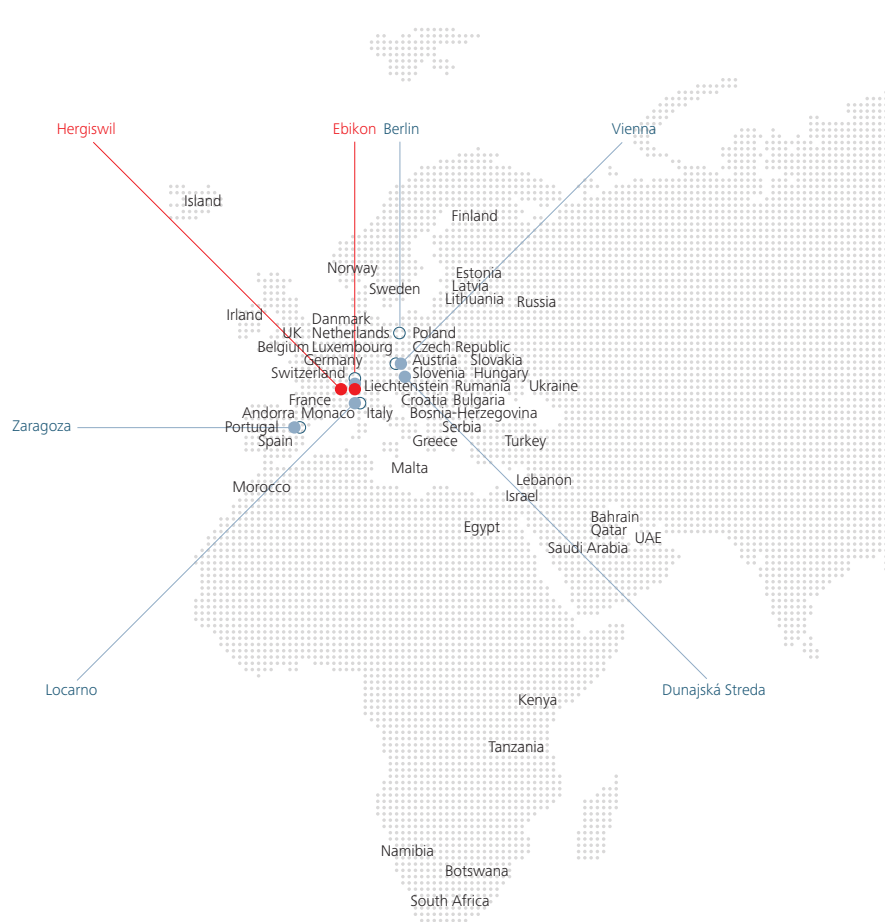 Hergiswil
Ebikon
Berlin
Vienna
Island
Finland
Norway
Estonia
Sweden
Latvia
Lithuania
Russia
Irland
Danmark
UK
Netherlands
Poland
Belgium
Luxembourg
Czech Republic
Germany
Austria
Slovakia
Switzerland
Slovenia
Hungary
Liechtenstein
Rumania
Ukraine
France
Croatia
Bulgaria
Andorra
Monaco
Italy
Bosnia-Herzegovina
Zaragoza
Portugal
Serbia
Spain
Greece
Turkey
Malta
Lebanon
Morocco
Israel
Bahrain
Egypt
Qatar
UAE
Saudi Arabia
Locarno
Dunajská Streda
Kenya
Tanzania
Namibia
Botswana
South Africa